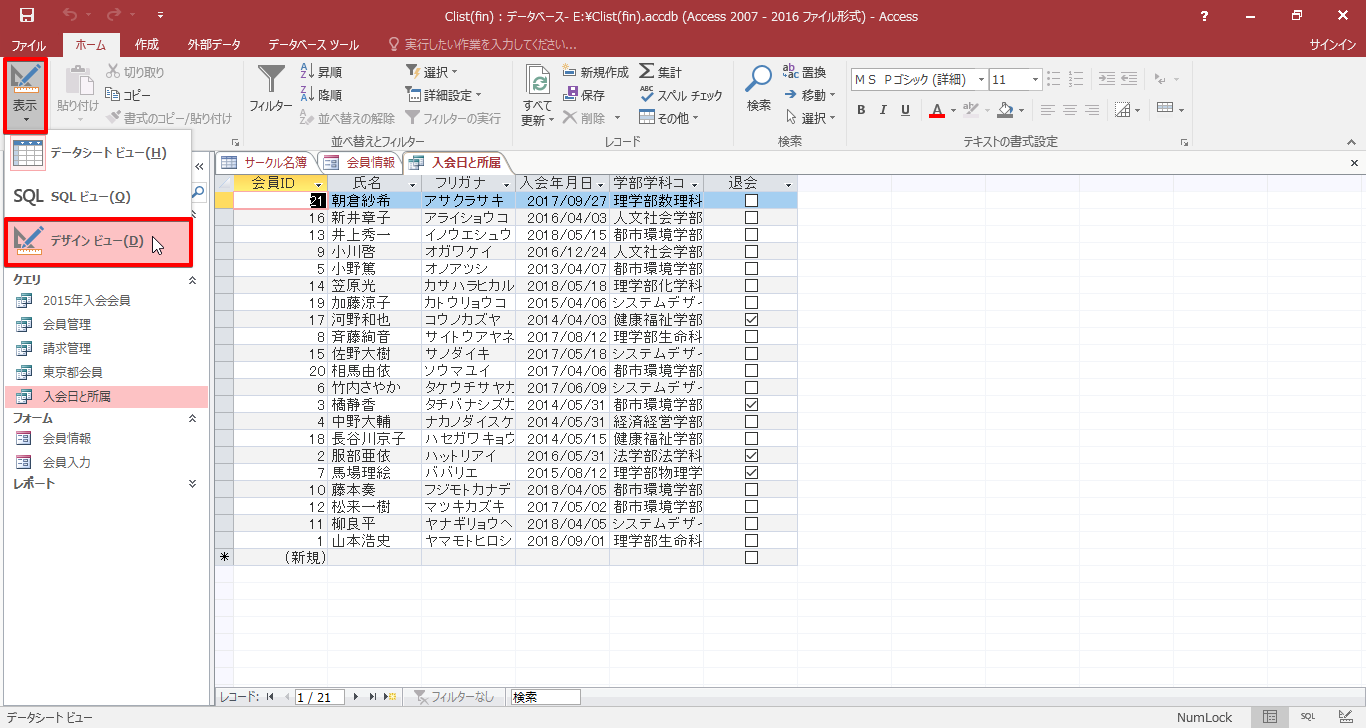 Clist(fin) : データベース- E:¥Clist(fin).accdb (Access 2007 - 2016 ファイル形式) - Access
?
ファイル ホーム 作成 外部データ データベース ツール 実行したい作業を入力してください... サインイン
表示
貼り付け
切り取り
コピー
書式のコピー/貼り付け
フィルター
昇順
降順
並べ替えの解除
選択
詳細設定
フィルターの実行
並べ替えとフィルター
すべて更新
新規作成
保存
削除
集計
スペル チェック
その他
レコード
検索
置換
移動
選択
検索
ＭＳ Ｐゴシック (詳細) 11
B I U A
テキストの書式設定
データシート ビュー(H)
SQL SQL ビュー(Q)
デザイン ビュー(D)
クエリ
2015年入会会員
会員管理
請求管理
東京都会員
入会日と所属
フォーム
会員情報
会員入力
レポート
サークル名簿 会員情報 入会日と所属
会員ID 氏名 フリガナ 入会年月日 学部学科コ 退会
21 朝倉紗希 アサクラサキ 2017/09/27 理学部数理科
16 新井章子 アライショウコ 2016/04/03 人文社会学部
13 井上秀一 イノウエシュウ 2018/05/15 都市環境学部
9 小川啓 オガワケイ 2016/12/24 人文社会学部
5 小野篤 オノアツシ 2013/04/07 都市環境学部
14 笠原光 カサハラヒカル 2018/05/18 理学部化学科
19 加藤涼子 カトウリョウコ 2015/04/06 システムデザイ
17 河野和也 コウノカズヤ 2014/04/03 健康福祉学部
8 斉藤絢音 サイトウアヤネ 2017/08/12 理学部生命科
15 佐野大樹 サノダイキ 2017/05/18 システムデザイ
20 相馬由依 ソウマユイ 2017/04/06 都市環境学部
6 竹内さやか タケウチサヤカ 2017/06/09 システムデザイ
3 橘静香 タチバナシズカ 2014/05/31 都市環境学部
4 中野大輔 ナカノダイスケ 2014/05/31 経済経営学部
18 長谷川京子 ハセガワキョウ 2014/05/15 健康福祉学部
2 服部亜依 ハットリアイ 2016/05/31 法学部法学科
7 馬場理絵 ババリエ 2015/08/12 理学部物理学
10 藤本奏 フジモトカナデ 2018/04/05 都市環境学部
12 松来一樹 マツキカズキ 2017/05/02 都市環境学部
11 柳良平 ヤナギリョウヘ 2018/04/05 システムデザイ
1 山本浩史 ヤマモトヒロシ 2018/09/01 理学部生命科
* (新規)
レコード: 1 / 21 フィルターなし 検索
データシート ビュー NumLock SQL